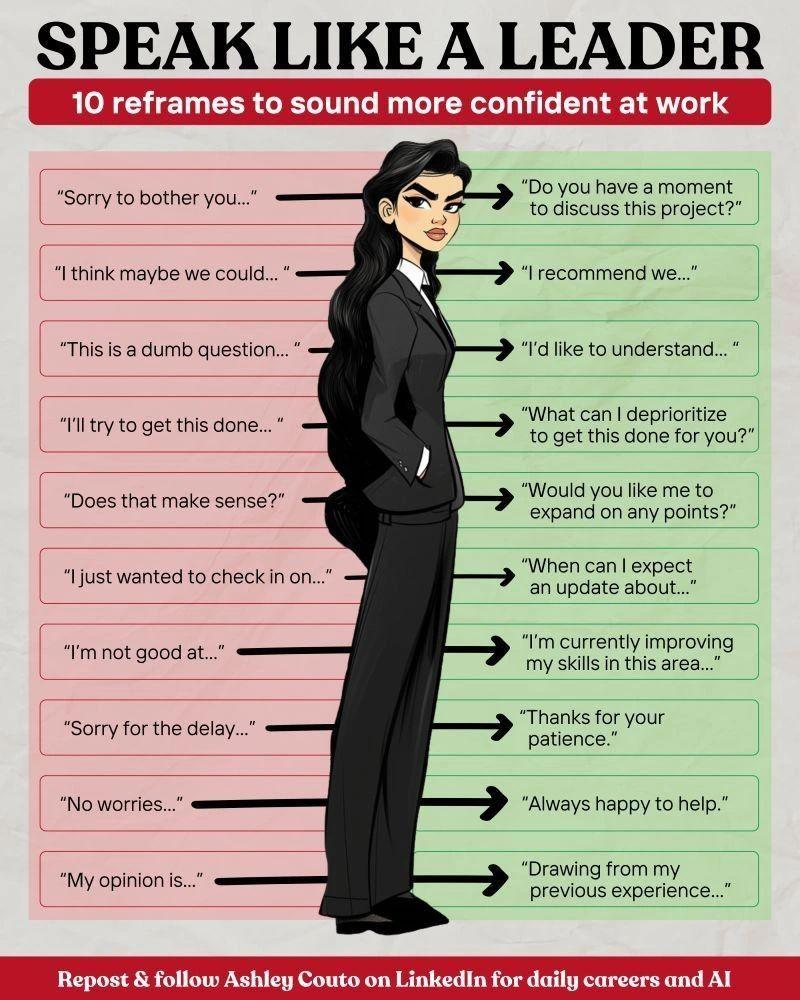 SPEAK LIKE A LEADER
10 reframes to sound more confident at work
“Sorry to bother you...”
“Do you have a moment
to discuss this project?”
“I think maybe we could... “
“I recommend we...”
“This is a dumb question... “
“I’d like to understand... “
“I’ll try to get this done... “
“What can I deprioritize
to get this done for you?”
“Does that make sense?”
“Would you like me to
expand on any points?”
“I just wanted to check in on...”
“When can I expect
an update about...”
“I’m not good at...”
“I’m currently improving
my skills in this area...”
“Sorry for the delay...”
“Thanks for your
patience.”
“No worries...”
“Always happy to help.”
“My opinion is...”
“Drawing from my
previous experience...”
Repost & follow Ashley Couto on LinkedIn for daily careers and AI